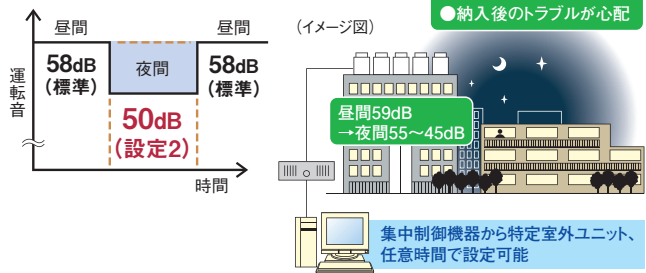 ●納入後のトラブルが心配
昼間
昼間
(イメージ図)
運転音
58dB
(標準)
夜間
58dB
(標準)
50dB
(設定2)
時間
昼間59dB
→夜間55〜45dB
集中制御機器から特定室外ユニット、
任意時間で設定可能